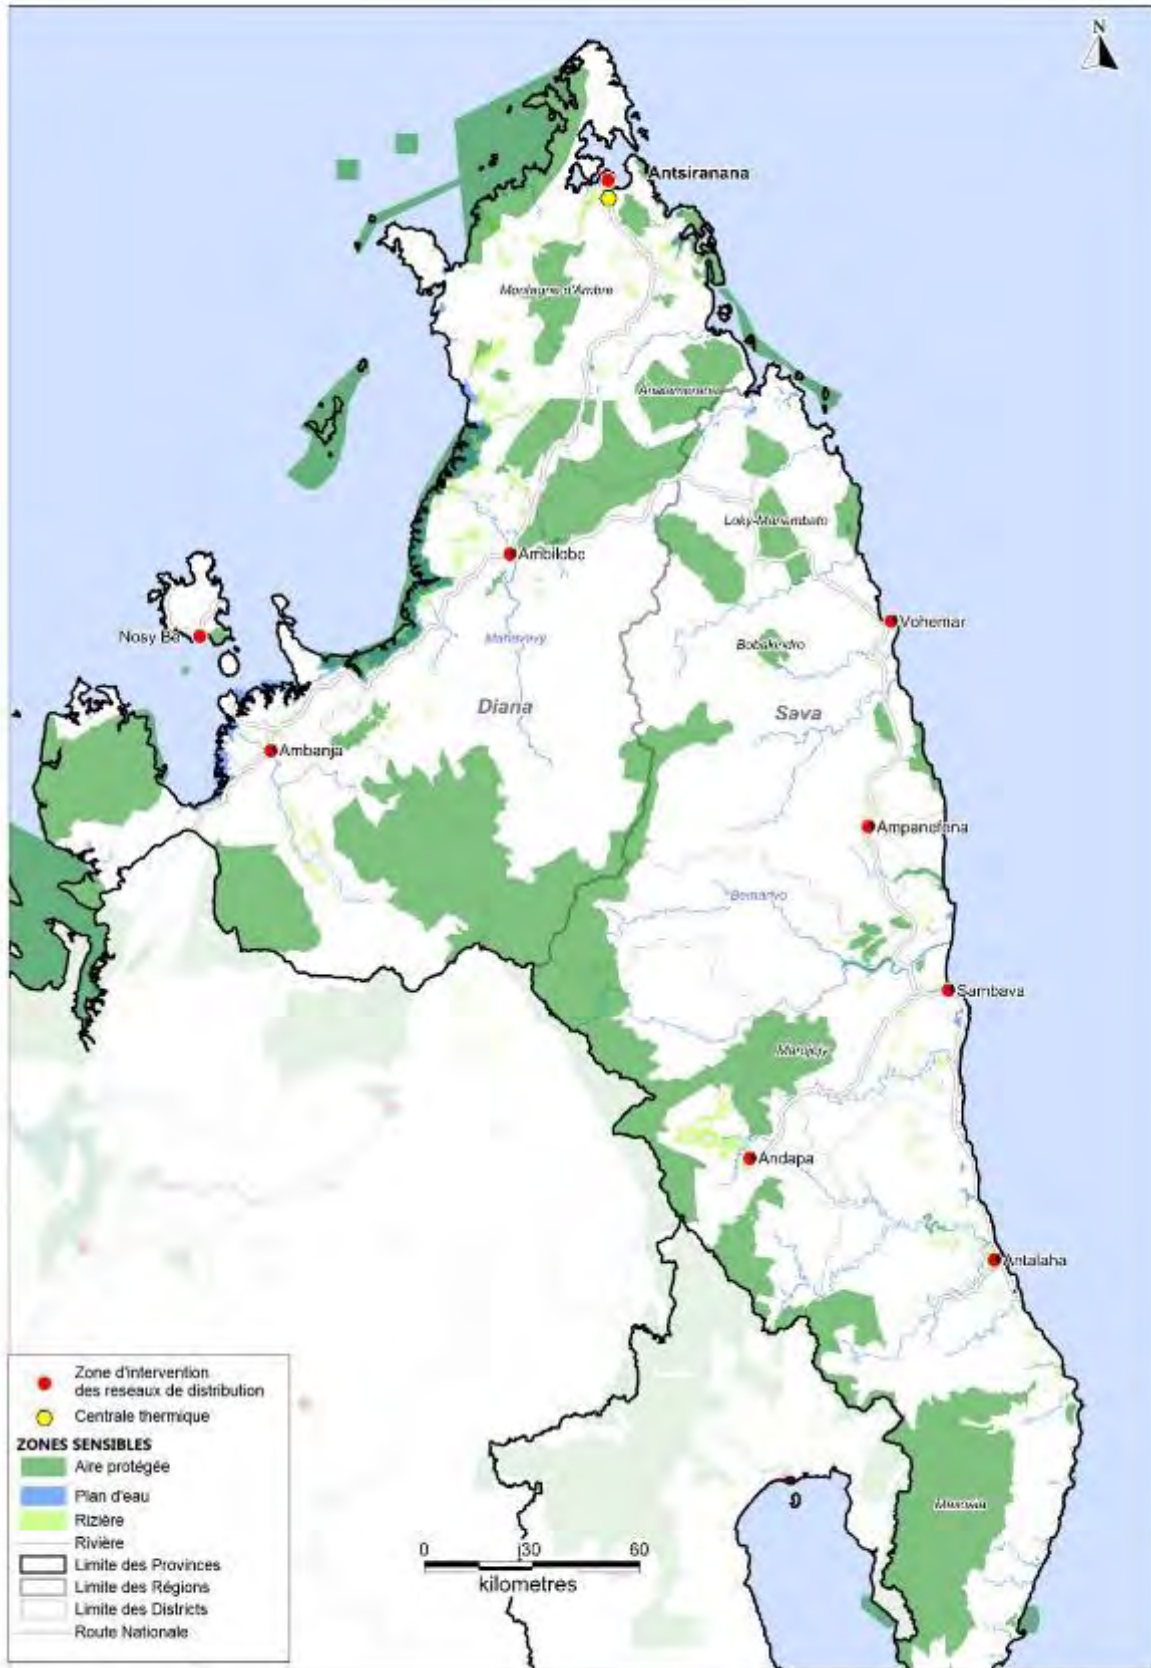 N
Antsiranana
Montagne d'Ambre
Analamerana
Loky-Manambato
Ambilobe
Vohemar
Nosy Be
Mahavavy
Bobakindro
Diana
Sava
Ambanja
Ampanefena
Bemarivo
Sambava
Marojejy
Andapa
Antalaha
Masoala
Zone d'intervention
des reseaux de distribution
Centrale thermique
ZONES SENSIBLES
Aire protégée
Plan d'eau
Rizière
Rivière
Limite des Provinces
Limite des Régions
Limite des Districts
Route Nationale
0 30 60
kilometres